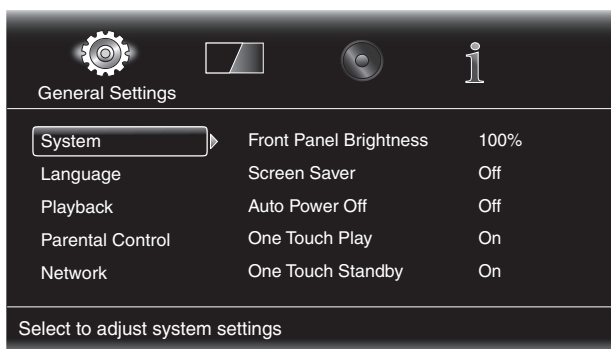 General Settings
System Front Panel Brightness 100%
Language Screen Saver Off
Playback Auto Power Off Off
Parental Control One Touch Play On
Network One Touch Standby On
Select to adjust system settings